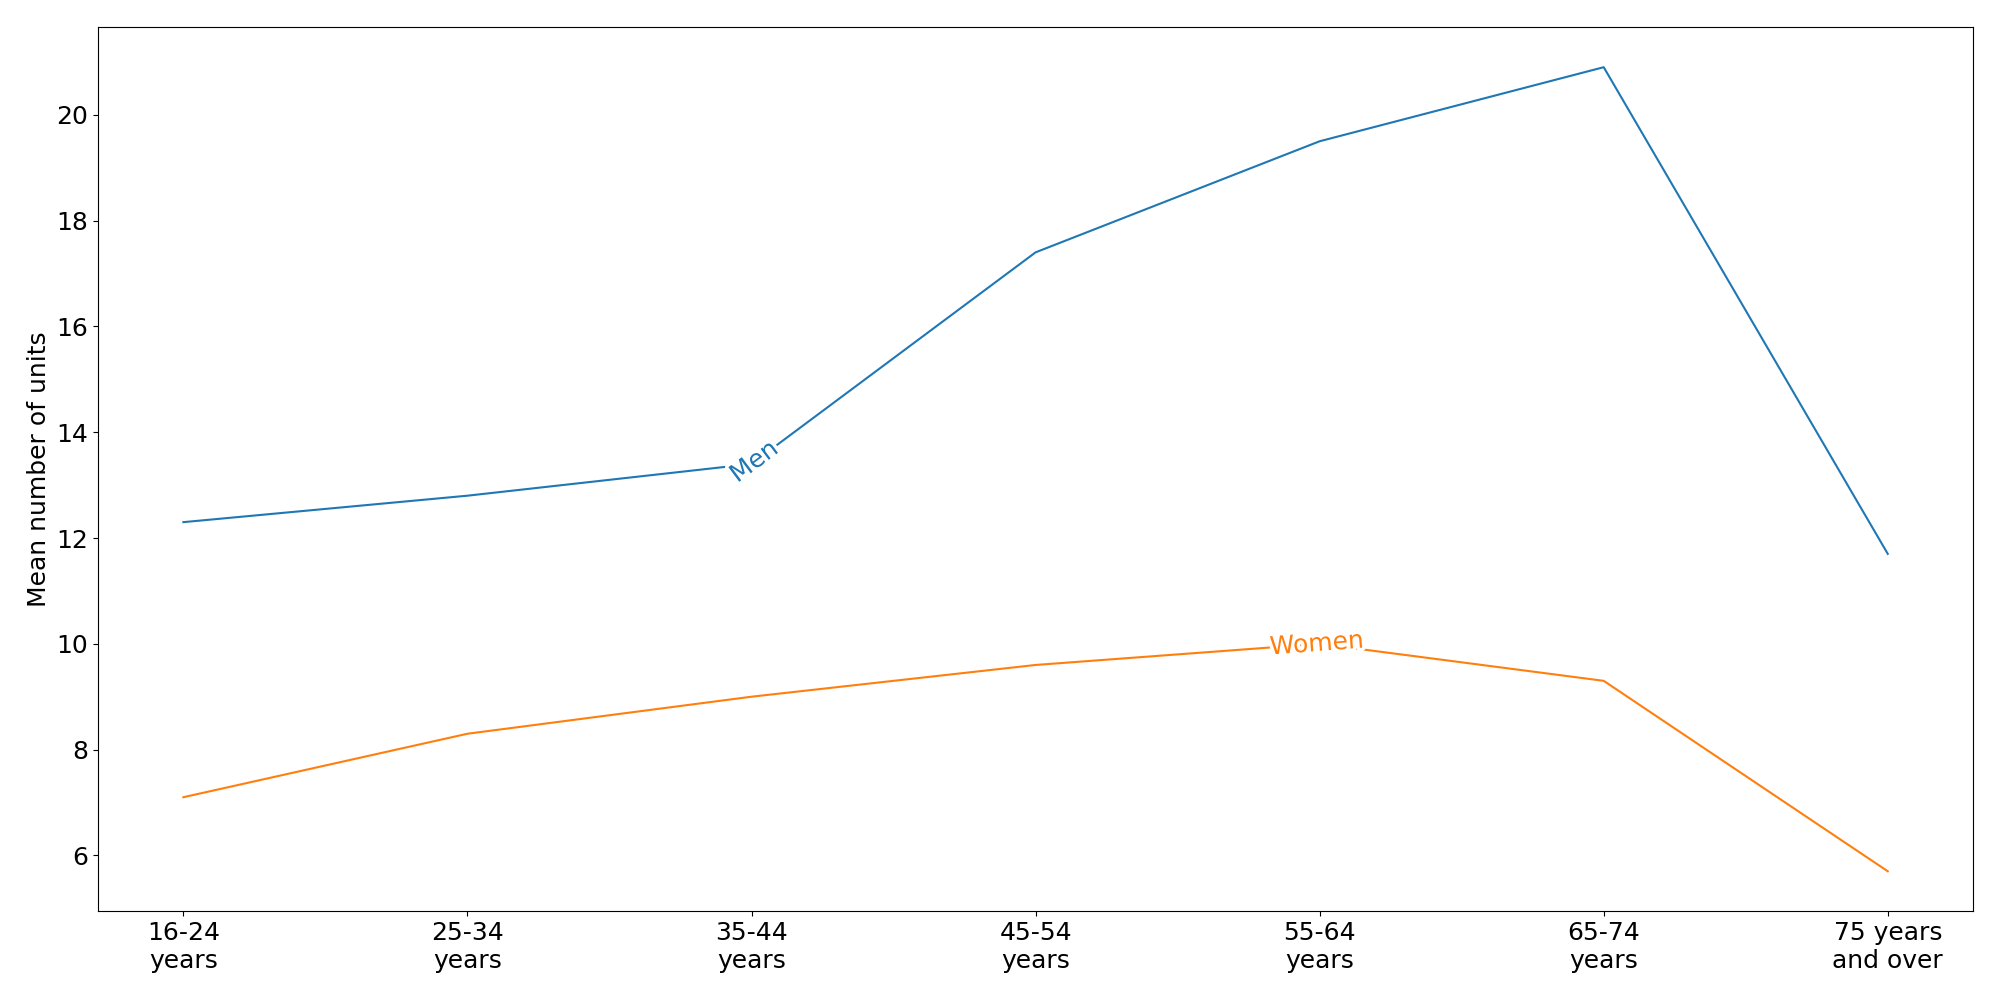 Mean number of units
20
18
16
14
12
10
8
6
Men
Women
16-24
years
25-34
years
35-44
years
45-54
years
55-64
years
65-74
years
75 years
and over